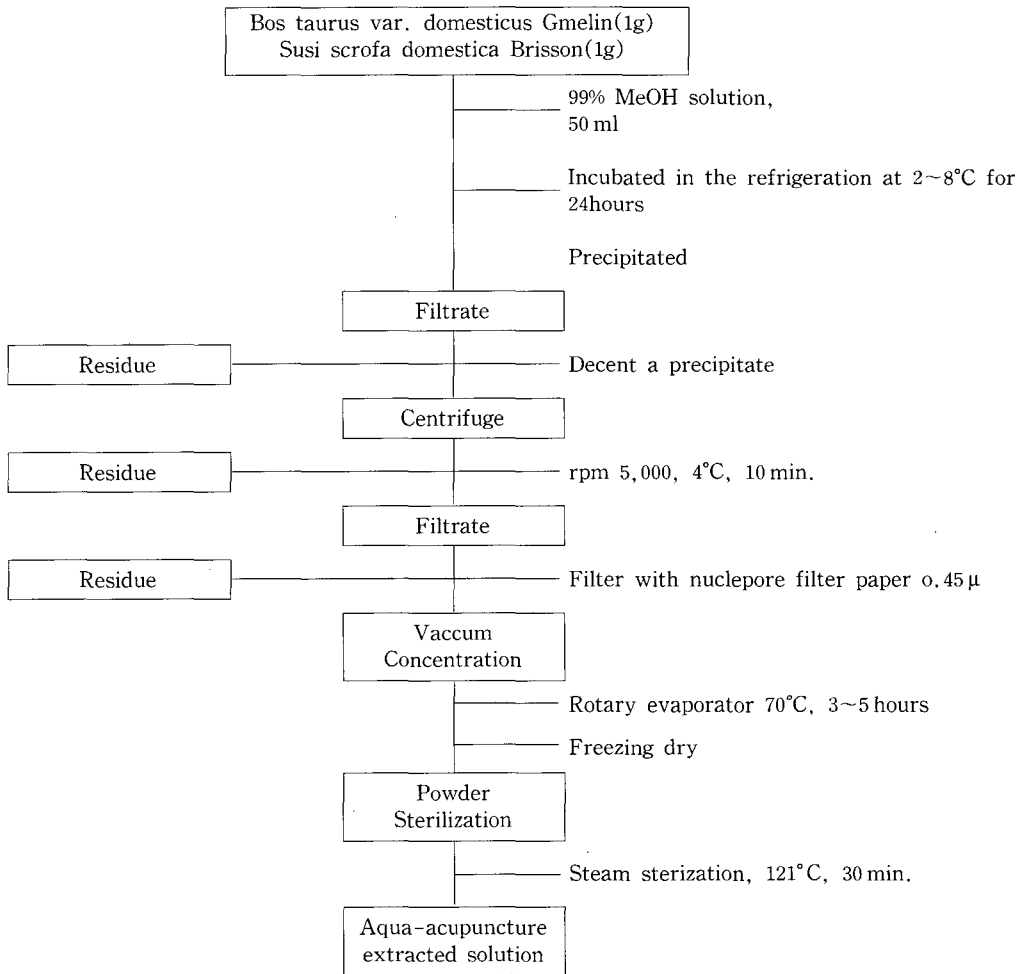 Bos taurus var. domesticus Gmelin(1g)
Susi scrofa domestica Brisson(1g)
99% MeOH solution,
50 ml
Incubated in the refrigeration at 2~8°C for
24hours
Precipitated
Filtrate
Residue
Decent a precipitate
Centrifuge
Residue
rpm 5,000, 4°C, 10 min.
Filtrate
Residue
Filter with nuclepore filter paper o.45 μ
Vaccum
Concentration
Rotary evaporator 70°C, 3~5 hours
Freezing dry
Powder
Sterilization
Steam sterization, 121°C, 30 min.
Aqua-acupuncture
extracted solution